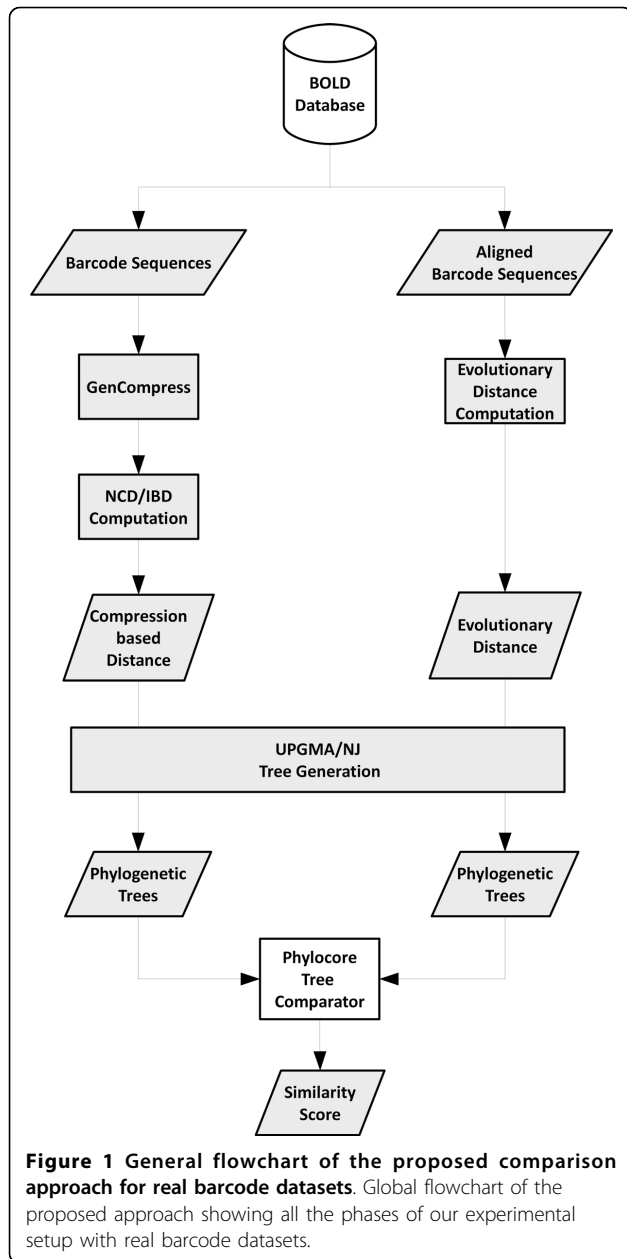 BOLD
Database
Barcode Sequences
Aligned
Barcode Sequences
GenCompress
Evolutionary
Distance
Computation
NCD/IBD
Computation
Compression
based
Distance
Evolutionary
Distance
UPGMA/NJ
Tree Generation
Phylogenetic
Trees
Phylogenetic
Trees
Phylocore
Tree
Comparator
Similarity
Score
Figure 1 General flowchart of the proposed comparison
approach for real barcode datasets. Global flowchart of the
proposed approach showing all the phases of our experimental
setup with real barcode datasets.